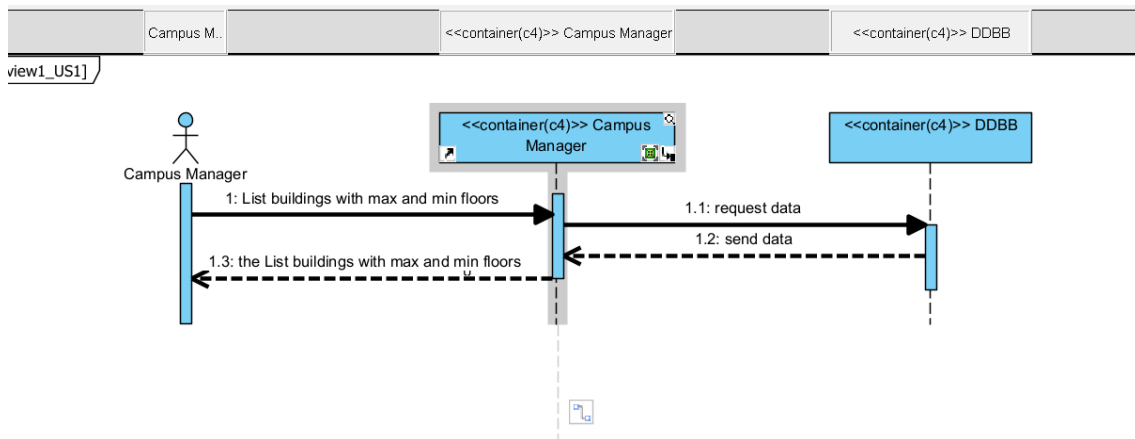 Campus M..
<<container(c4)>> Campus Manager
<<container(c4)>> DDBB
view1_US1]
<<container(c4)>> Campus
Manager
<<container(c4)>> DDBB
Campus Manager
1: List buildings with max and min floors
1.1: request data
1.2: send data
1.3: the List buildings with max and min floors